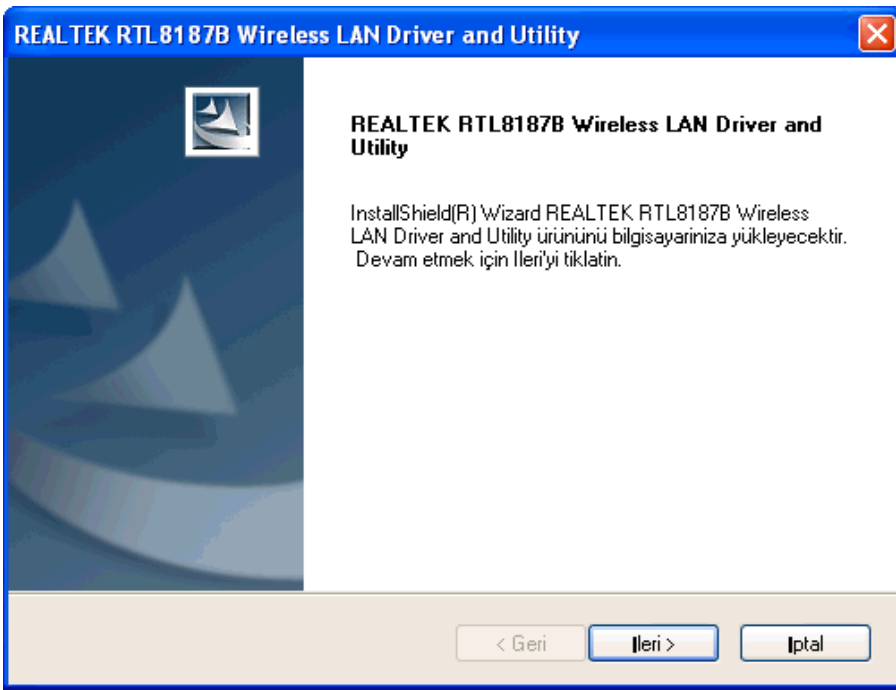 REALTEK RTL8187B Wireless LAN Driver and Utility
REALTEK RTL8187B Wireless LAN Driver and
Utility
InstallShield(R) Wizard REALTEK RTL8187B Wireless
LAN Driver and Utility ürününü bilgisayariniza yükleyecektir.
Devam etmek için Ileri'yi tiklatin.
< Geri
Ileri >
Iptal